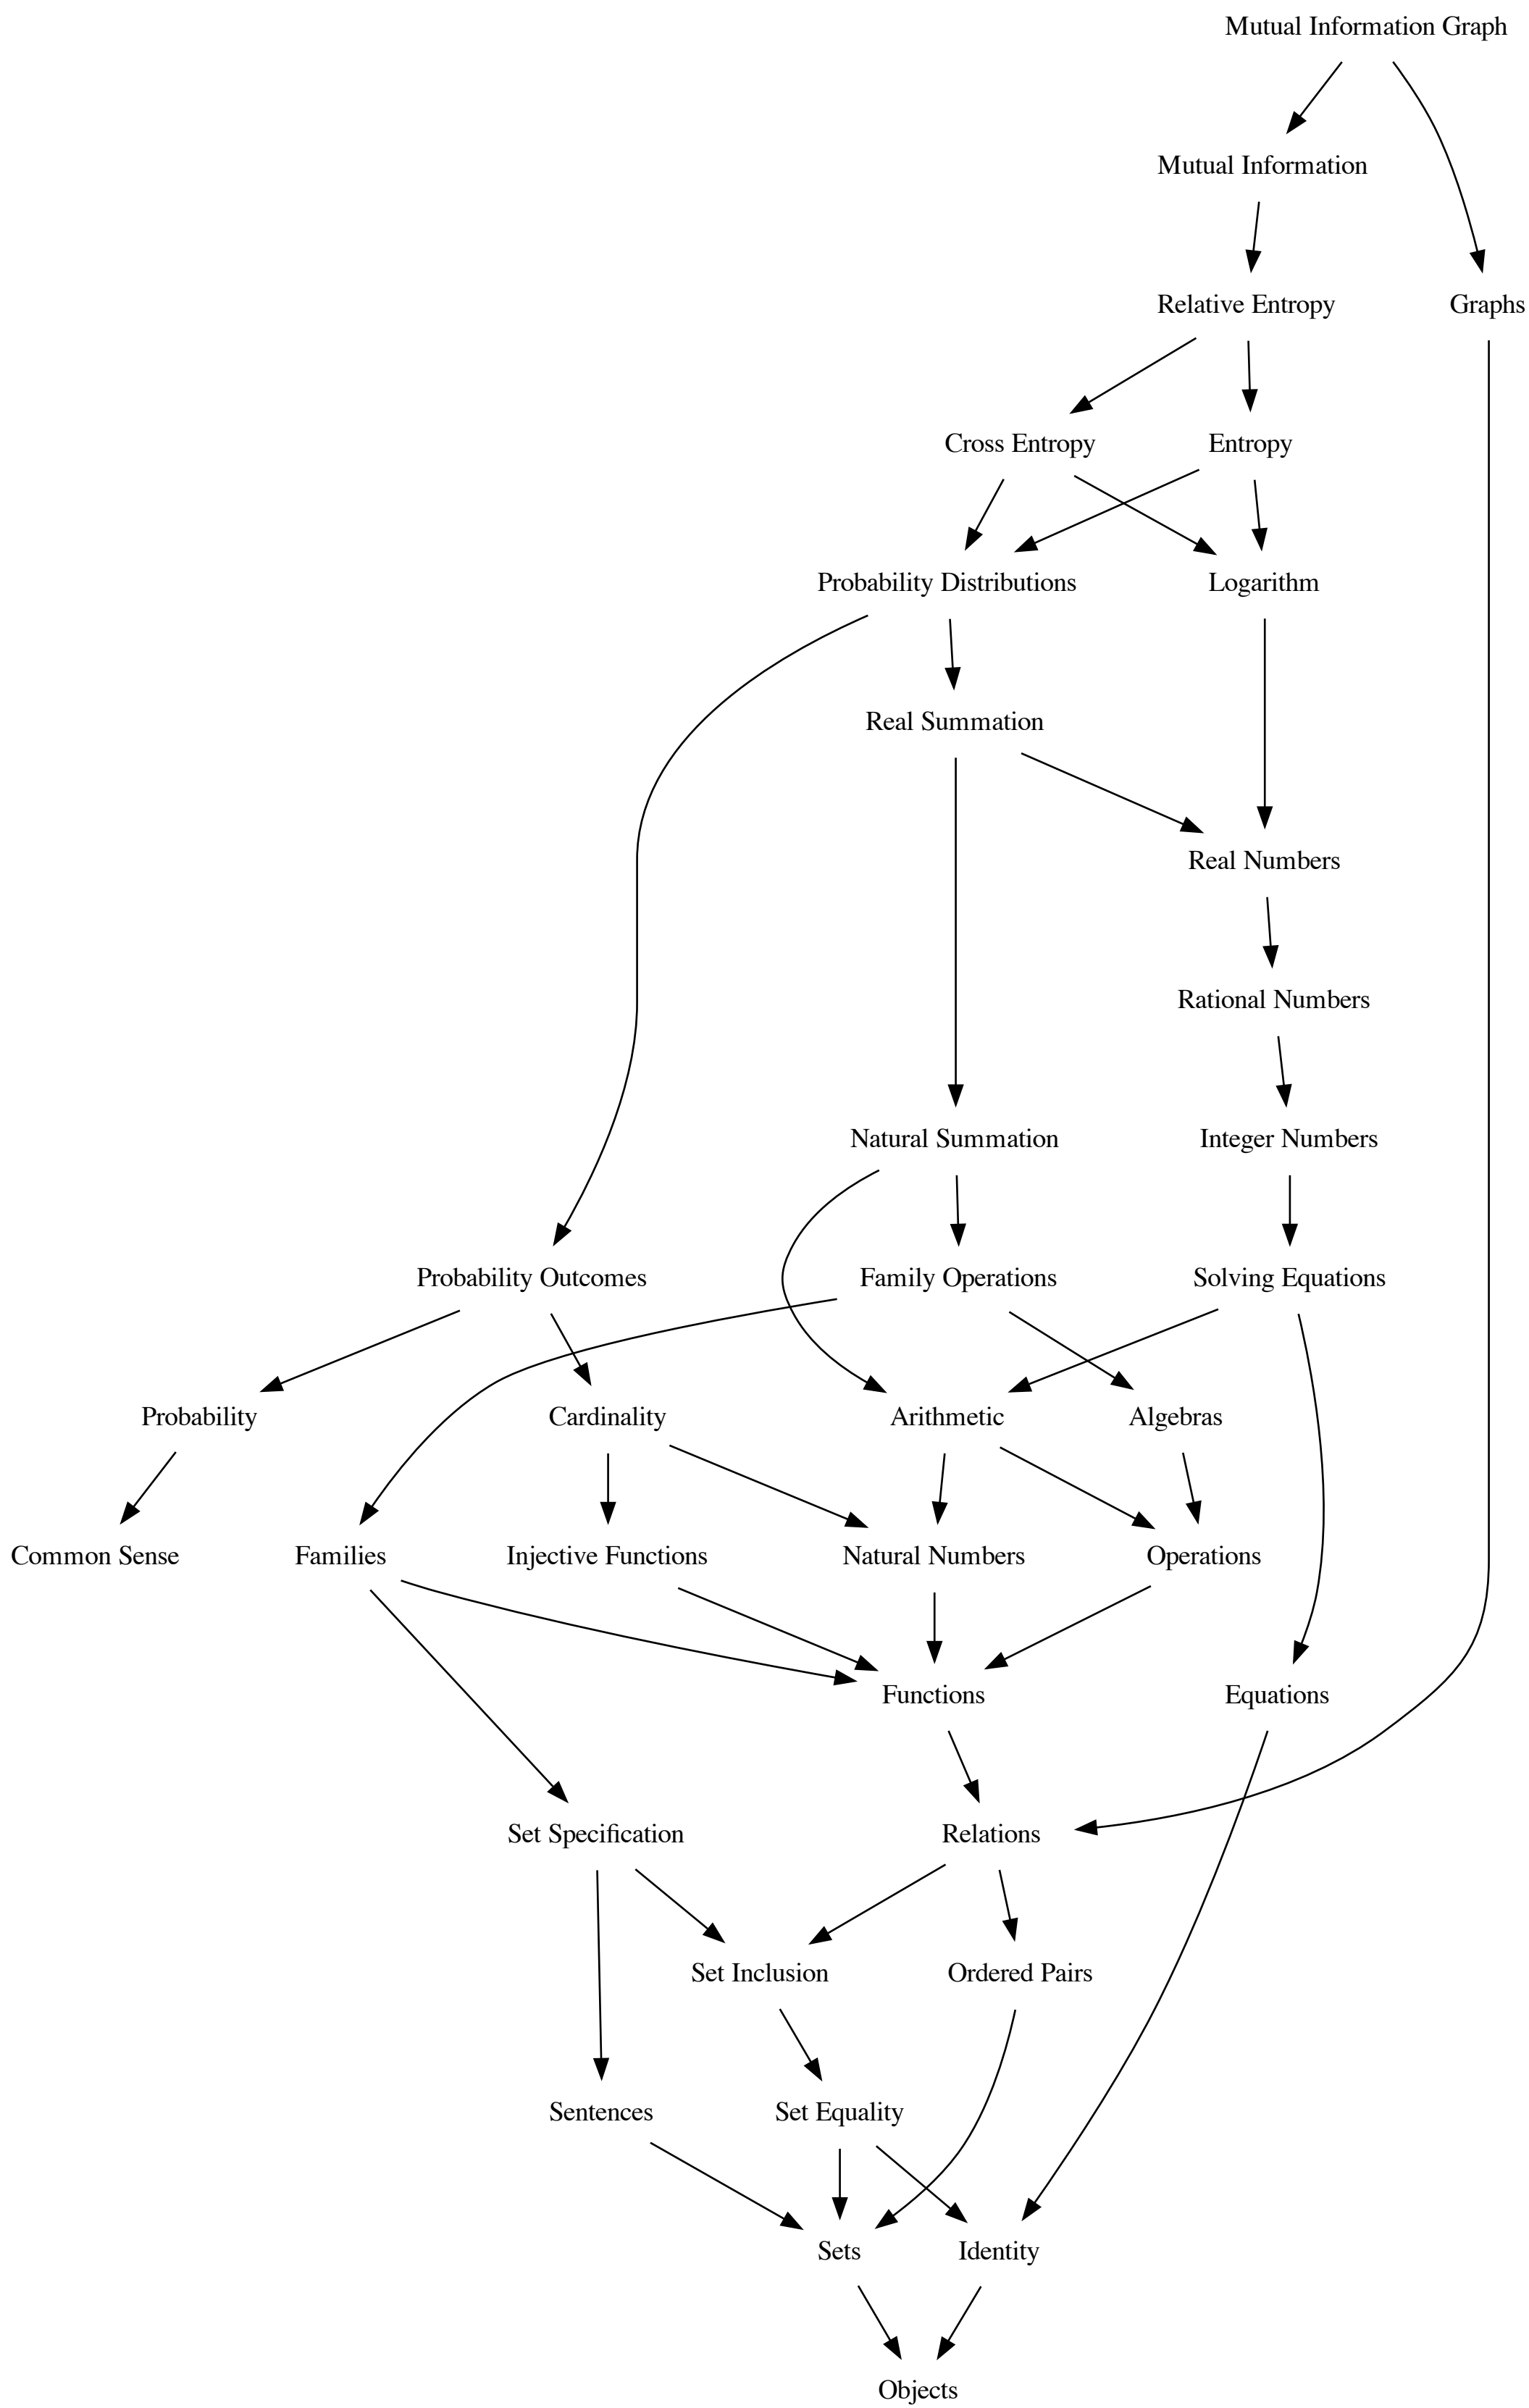 Mutual Information Graph
Mutual Information
Relative Entropy
Graphs
Cross Entropy
Entropy
Probability Distributions
Logarithm
Real Summation
Real Numbers
Rational Numbers
Natural Summation
Integer Numbers
Probability Outcomes
Family Operations
Solving Equations
Probability
Cardinality
Arithmetic
Algebras
Common Sense
Families
Injective Functions
Natural Numbers
Operations
Functions
Equations
Set Specification
Relations
Set Inclusion
Ordered Pairs
Sentences
Set Equality
Sets
Identity
Objects